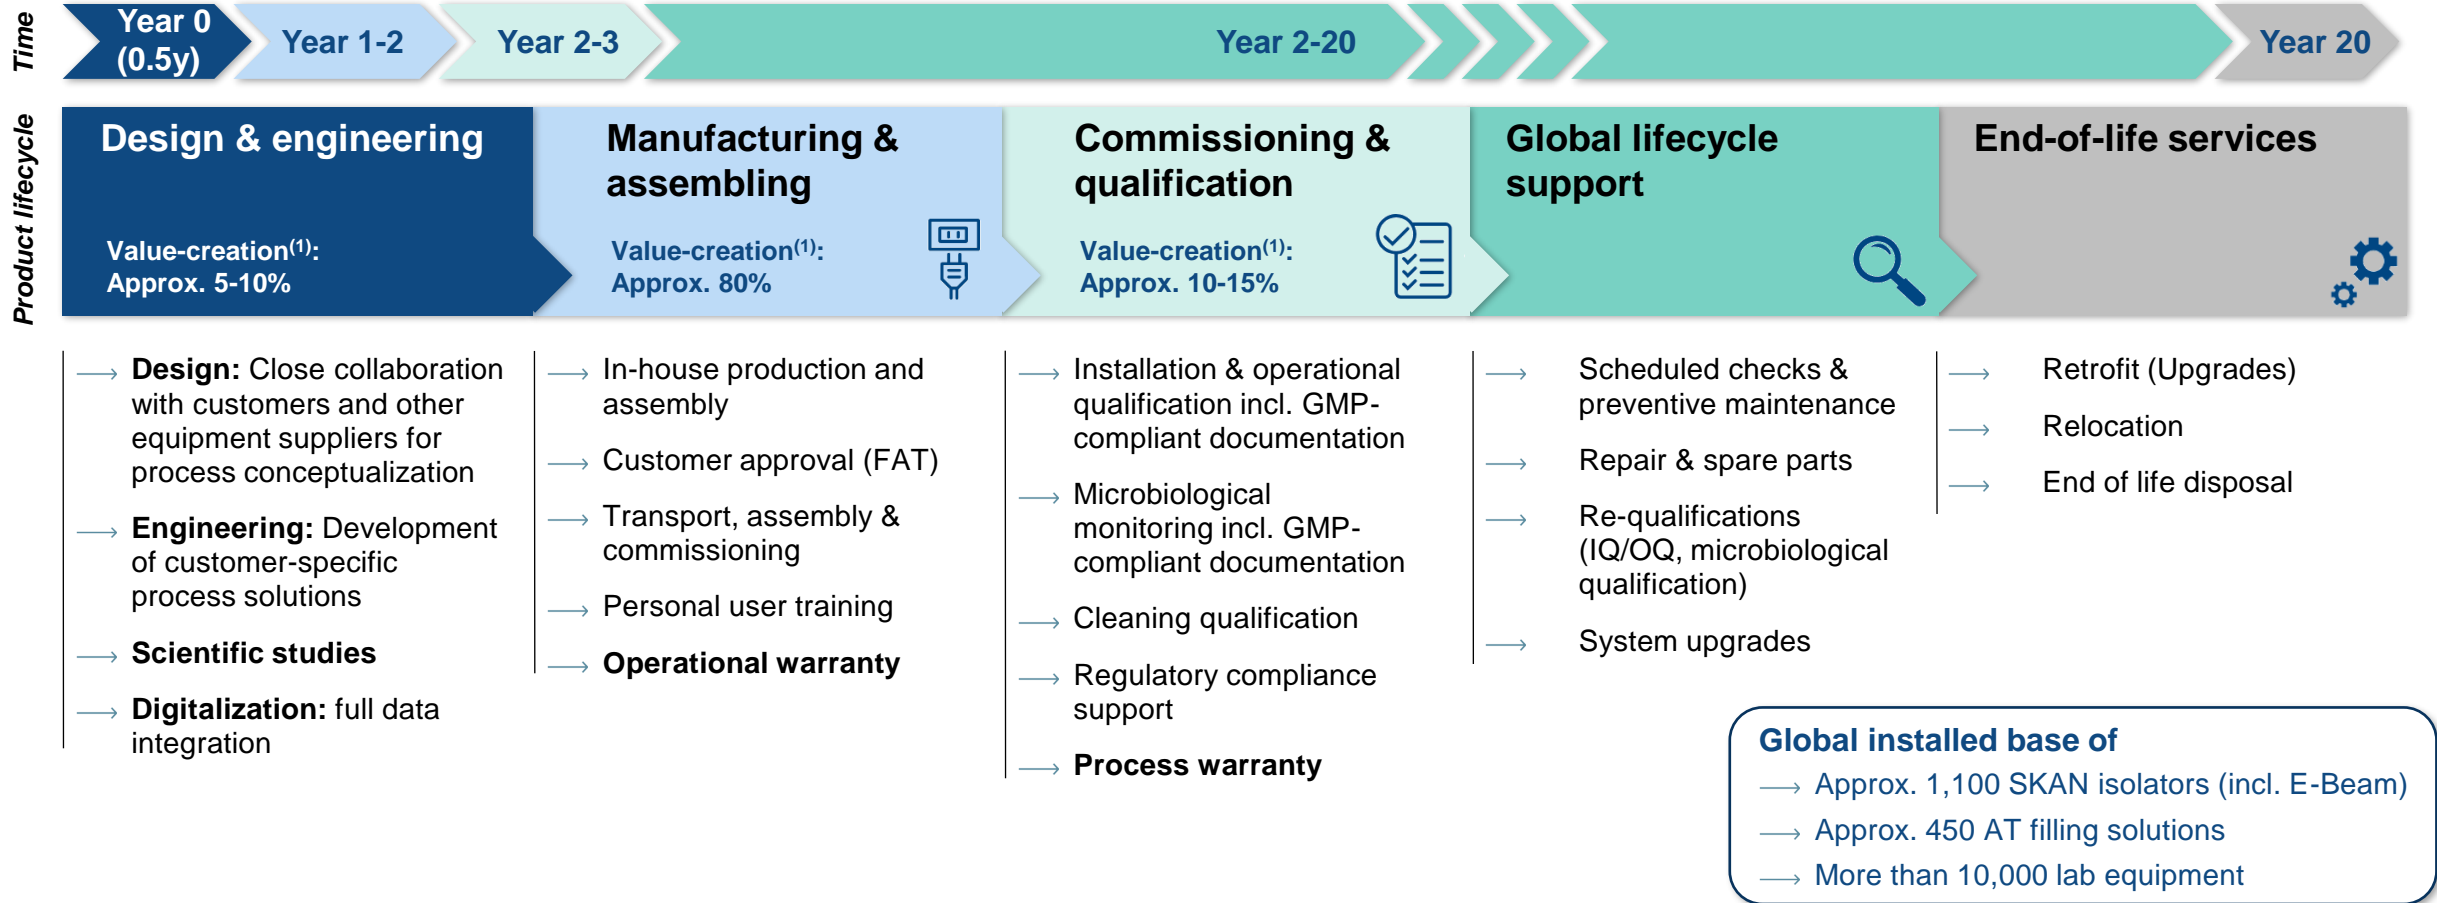 Time
Year 0
(0.5y)
Year 1-2
Year 2-3
Year 2-20
Year 20
Product lifecycle
Design & engineering
Value-creation(1):
Approx. 5-10%
Manufacturing &
assembling
Value-creation(1):
Approx. 80%
Commissioning &
qualification
Value-creation(1):
Approx. 10-15%
Global lifecycle
support
End-of-life services
Design: Close collaboration
with customers and other
equipment suppliers for
process conceptualization
Engineering: Development
of customer-specific
process solutions
Scientific studies
Digitalization: full data
integration
In-house production and
assembly
Customer approval (FAT)
Transport, assembly &
commissioning
Personal user training
Operational warranty
Installation & operational
qualification incl. GMP-
compliant documentation
Microbiological
monitoring incl. GMP-
compliant documentation
Cleaning qualification
Regulatory compliance
support
Process warranty
Scheduled checks &
preventive maintenance
Repair & spare parts
Re-qualifications
(IQ/OQ, microbiological
qualification)
System upgrades
Retrofit (Upgrades)
Relocation
End of life disposal
Global installed base of
Approx. 1,100 SKAN isolators (incl. E-Beam)
Approx. 450 AT filling solutions
More than 10,000 lab equipment